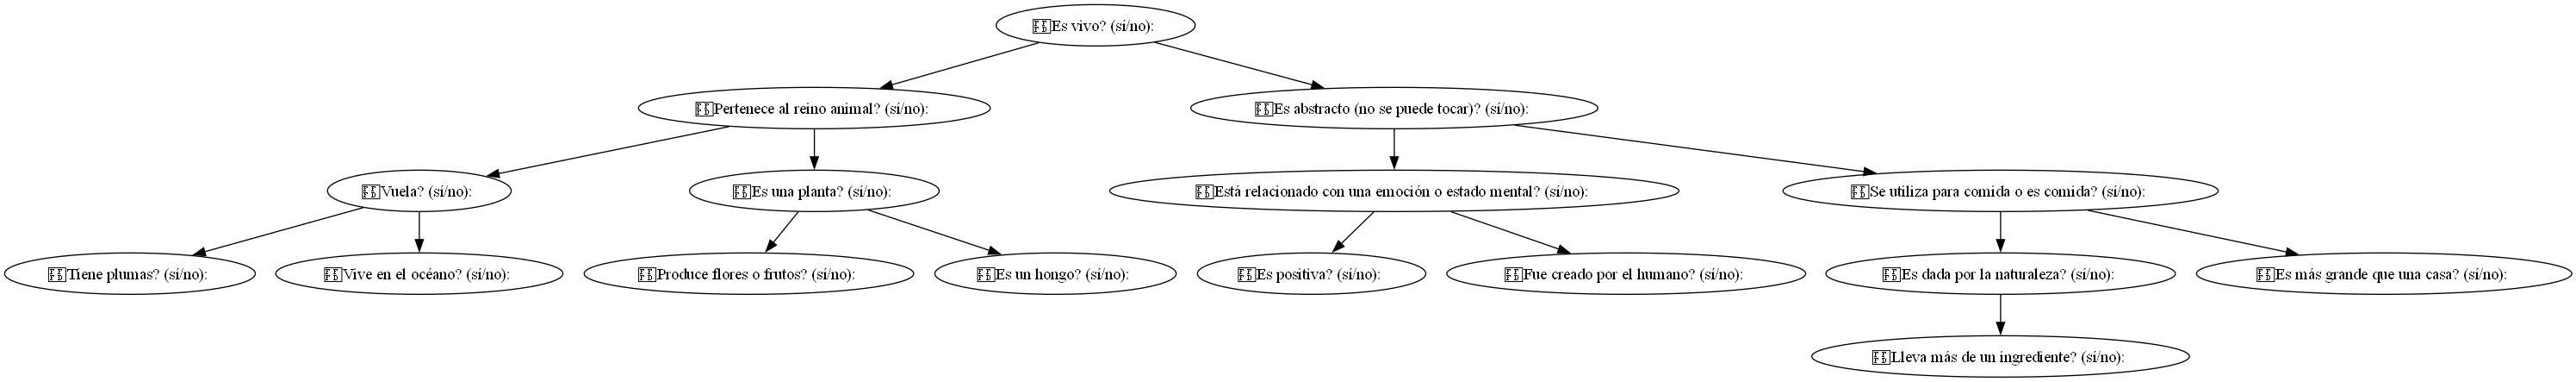 ��Es vivo? (sí/no):
��Pertenece al reino animal? (sí/no):
��Es abstracto (no se puede tocar)? (sí/no):
��Vuela? (sí/no):
��Es una planta? (sí/no):
��Está relacionado con una emoción o estado mental? (sí/no):
��Se utiliza para comida o es comida? (sí/no):
��Tiene plumas? (sí/no):
��Vive en el océano? (sí/no):
��Produce flores o frutos? (sí/no):
��Es un hongo? (sí/no):
��Es positiva? (sí/no):
��Fue creado por el humano? (sí/no):
��Es dada por la naturaleza? (sí/no):
��Es más grande que una casa? (sí/no):
��Lleva más de un ingrediente? (sí/no):